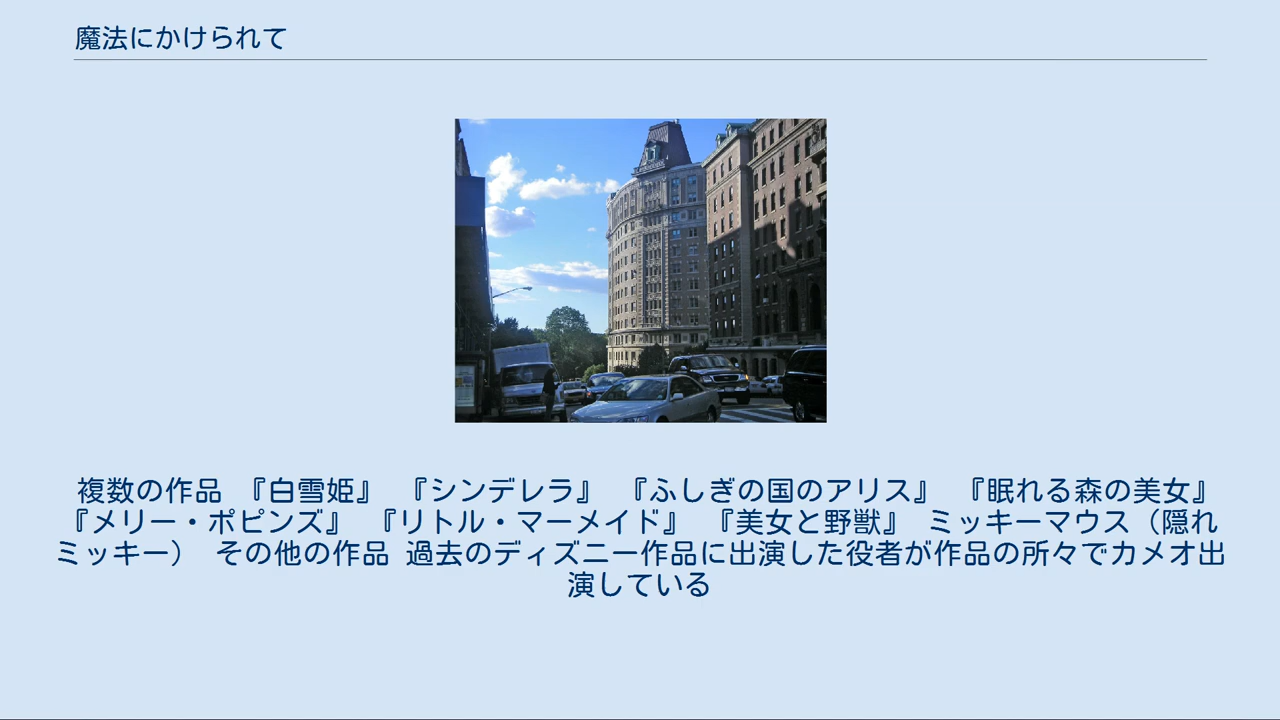 魔法にかけられて
複数の作品 『白雪姫』 『シンデレラ』 『ふしぎの国のアリス』 『眠れる森の美女』
『メリー・ポピンズ』 『リトル・マーメイド』 『美女と野獣』 ミッキーマウス（隠れ
ミッキー） その他の作品 過去のディズニー作品に出演した役者が作品の所々でカメオ出
演している